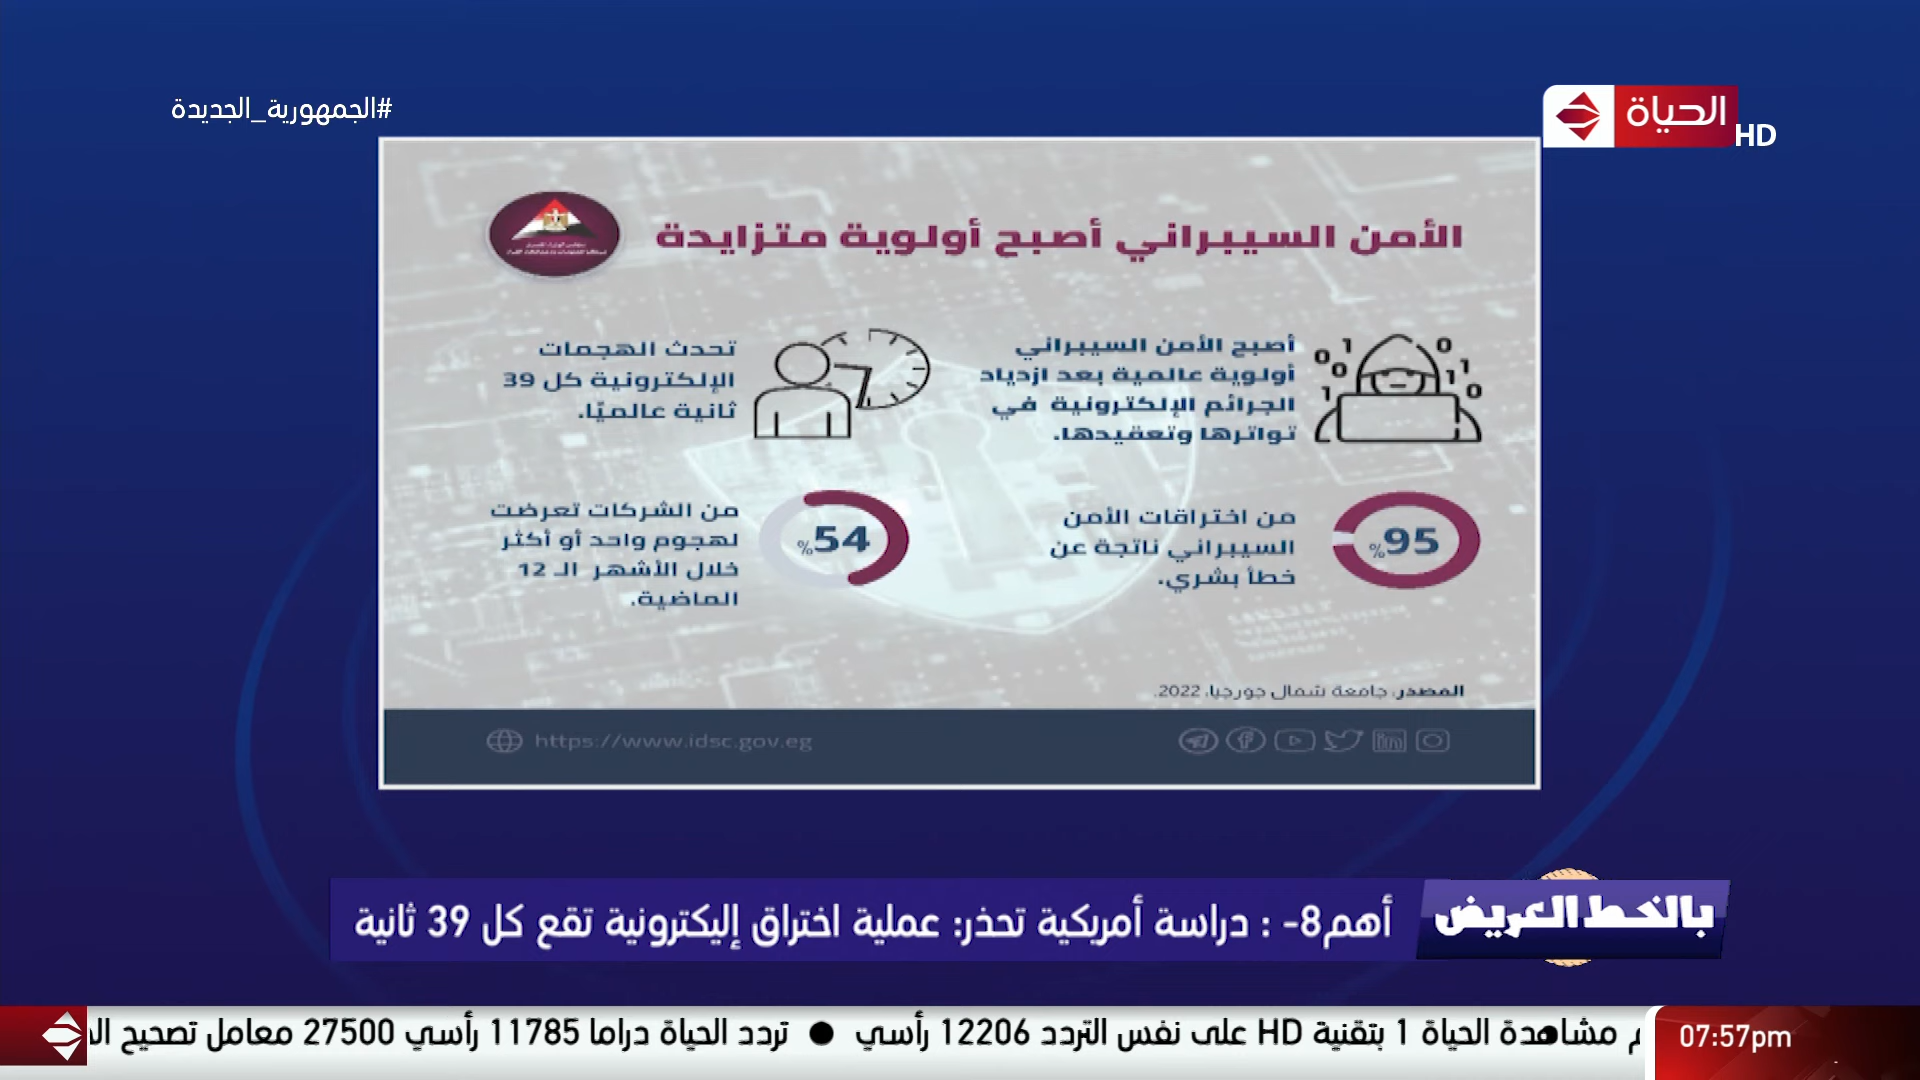 #الجمهورية_الجديدة
الحياة
HD
الأمن السيبراني أصبح أولوية متزايدة
أصبح الأمن السيبراني
أولوية عالمية بعد ازدياد
الجرائم الإلكترونية في
تواترها وتعقيدها.
تحدث الهجمات
الإلكترونية كل 39
ثانية عالميًا.
95%
من اختراقات الأمن
السيبراني ناتجة عن
خطأ بشري.
54%
من الشركات تعرضت
لهجوم واحد أو أكثر
خلال الأشهر الـ 12
الماضية.
المصدر: جامعة شمال جورجيا، 2022.
https://www.idsc.gov.eg
بالخط العريض
أهم8- : دراسة أمريكية تحذر: عملية اختراق إليكترونية تقع كل 39 ثانية
07:57pm
م مشاهدة الحياة 1 بتقنية HD على نفس التردد 12206 رأسي ● تردد الحياة دراما 11785 رأسي 27500 معامل تصحيح ال